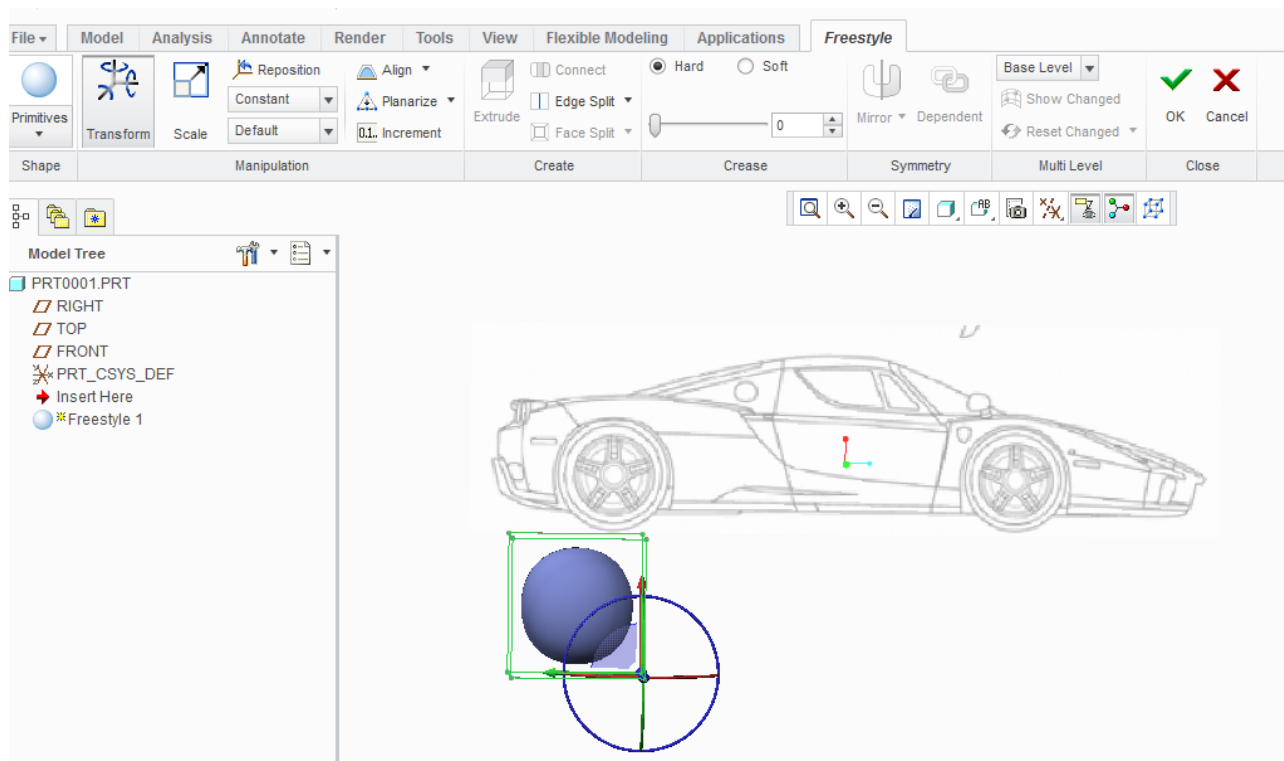 File Model Analysis Annotate Render Tools View Flexible Modeling Applications Freestyle
Reposition Align Connect Hard Soft Base Level
Constant Planarize Edge Split Show Changed
Primitives Transform Scale Default 0.1.. Increment Extrude Face Split 0 Mirror Dependent Reset Changed OK Cancel
Shape Manipulation Create Crease Symmetry Multi Level Close
AB
Model Tree
PRT0001.PRT
RIGHT
TOP
FRONT
PRT_CSYS_DEF
Insert Here
Freestyle 1